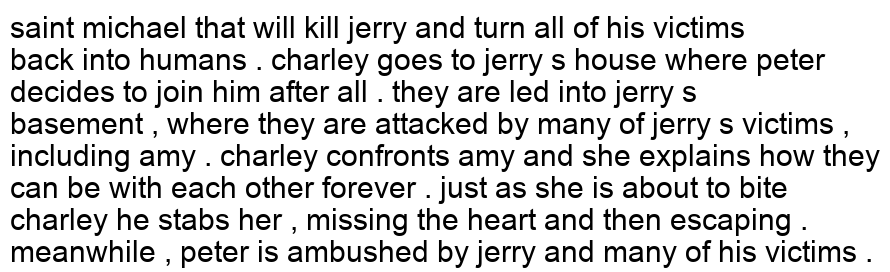 saint michael that will kill jerry and turn all of his victims
back into humans . charley goes to jerry s house where peter
decides to join him after all . they are led into jerry s
basement , where they are attacked by many of jerry s victims ,
including amy . charley confronts amy and she explains how they
can be with each other forever . just as she is about to bite
charley he stabs her , missing the heart and then escaping .
meanwhile , peter is ambushed by jerry and many of his victims .